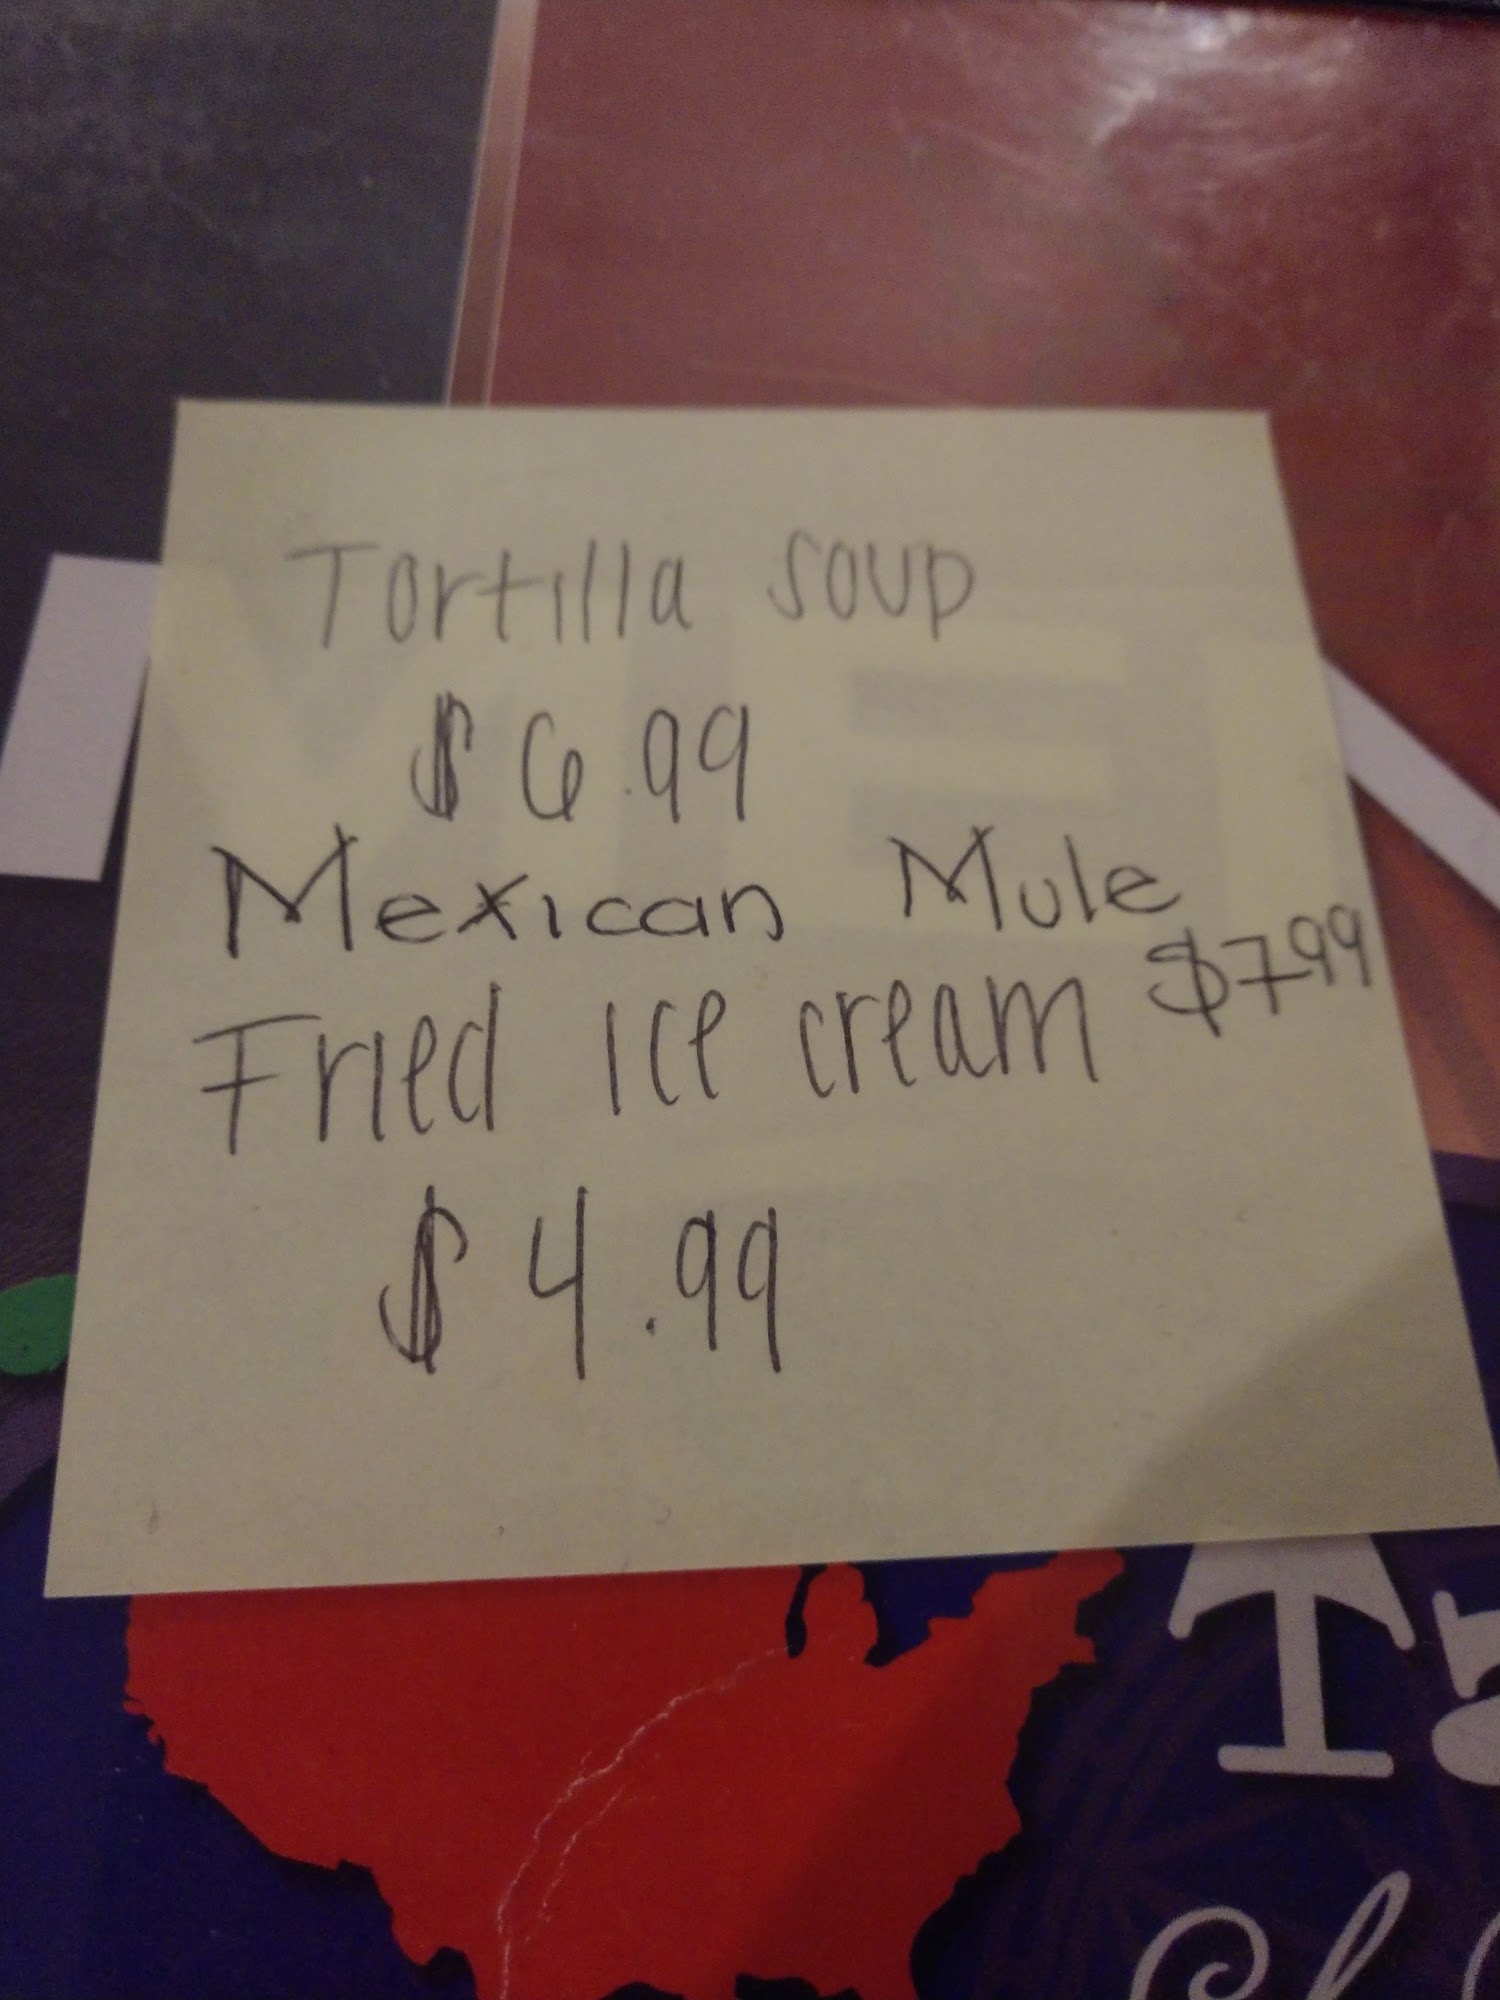 Tortilla soup
$6.99
Mexican Mule
$7.99
Fried ice cream
$4.99